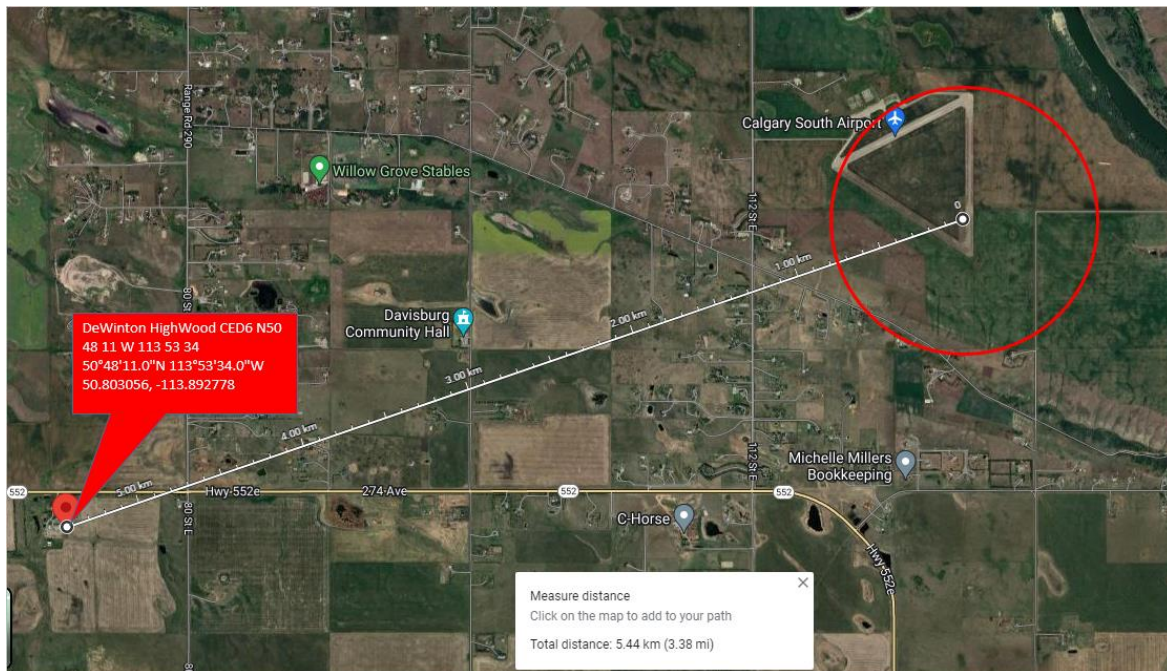 Range Rd 290
Calgary South Airport
Willow Grove Stables
112 St E
0
1.00 km
2.00 km
Davisburg
Community Hall
80 St E
DeWinton HighWood CED6 N50
48 11 W 113 53 34
50°48'11.0"N 113°53'34.0"W
50.803056, -113.892778
3.00 km
4.00 km
112 St E
Michelle Millers
Bookkeeping
5.00 km
552
Hwy 552e
274 Ave
552
552
80 St E
C-Horse
Hwy 552e
Measure distance
Click on the map to add to your path
Total distance: 5.44 km (3.38 mi)